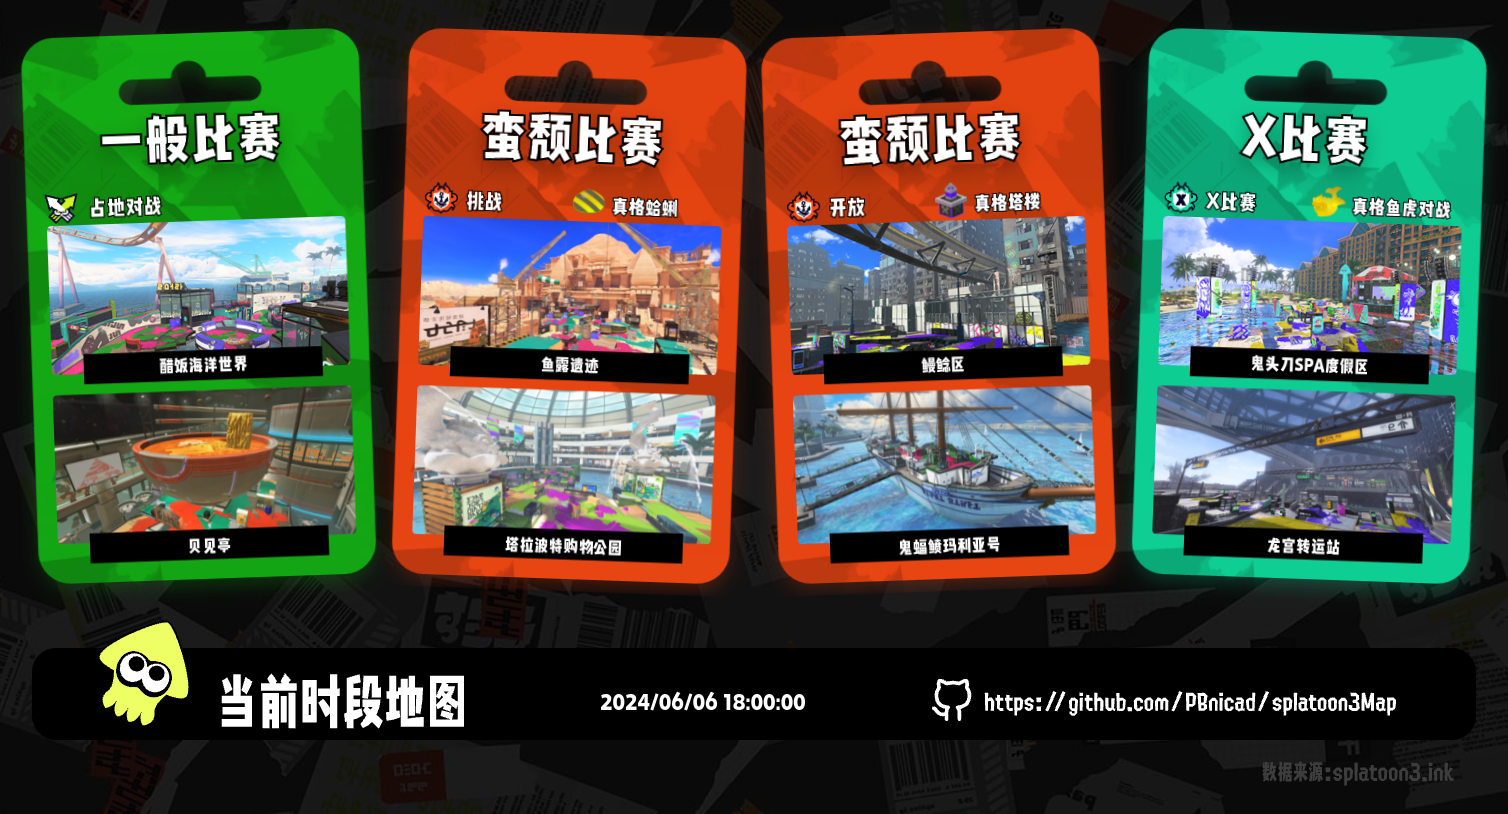 一般比赛
占地对战
醋饭海洋世界
贝贝亭
蛮颓比赛
挑战
真格蛤蜊
鱼露遗迹
塔拉波特购物公园
蛮颓比赛
开放
真格塔楼
鳗鲶区
鬼蝠鲼玛利亚号
X比赛
X比赛
真格鱼虎对战
鬼头刀SPA度假区
龙宫转运站
当前时段地图
2024/06/06 18:00:00
https://github.com/PBnicad/splatoon3Map
数据来源:splatoon3.ink